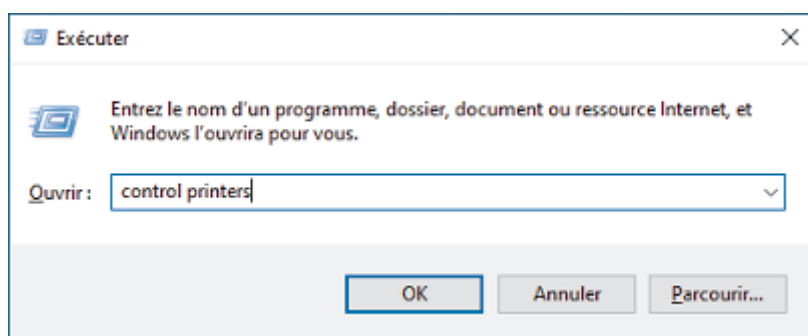 Exécuter
Entrez le nom d'un programme, dossier, document ou ressource Internet, et
Windows l'ouvrira pour vous.
Ouvrir : control printers
OK Annuler Parcourir...